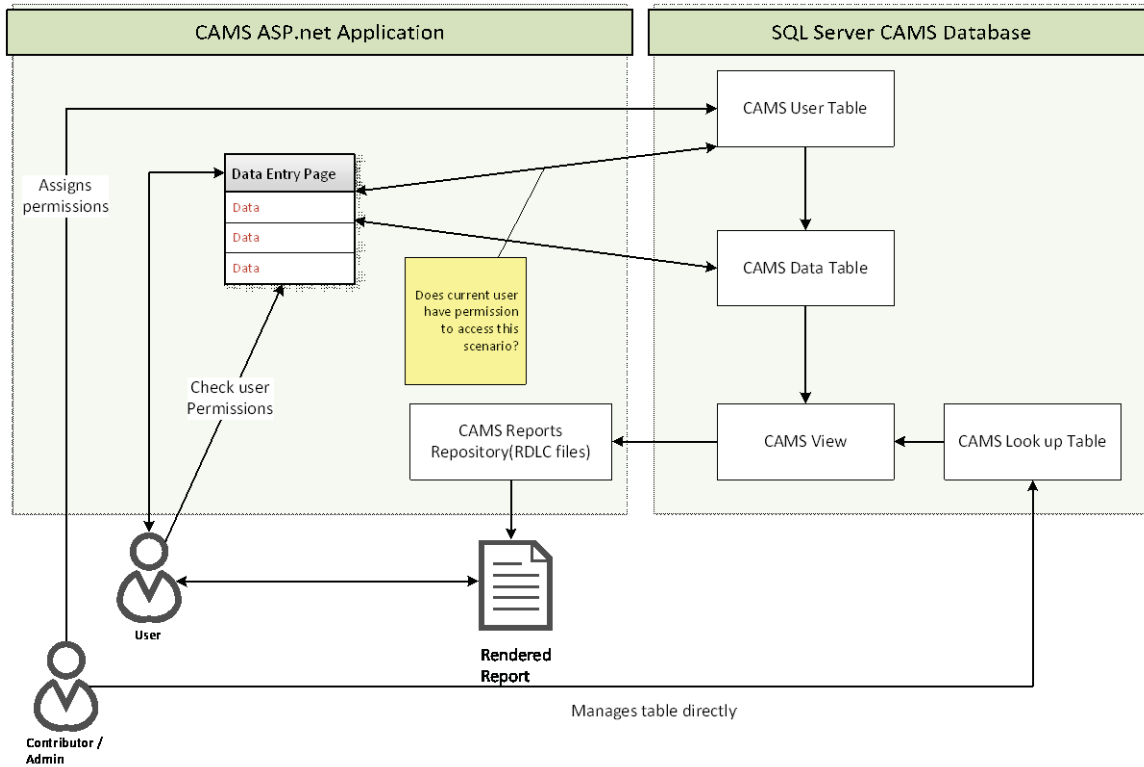 CAMS ASP.net Application
SQL Server CAMS Database
CAMS User Table
Assigns
permissions
Data Entry Page
Data
Data
Data
CAMS Data Table
Does current user
have permission
to access this
scenario?
Check user
Permissions
CAMS Reports
Repository(RDLC files)
CAMS View
CAMS Look up Table
User
Rendered
Report
Manages table directly
Contributor /
Admin